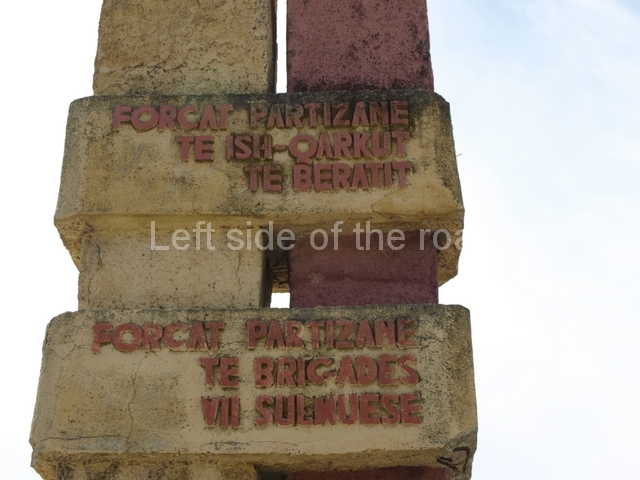 FORCAT PARTIZANE
TE ISH-QARKUT
TE BERATIT
Left side of the roa
FORCAT PARTIZANE
TE BRIGADES
VII SULMUESE